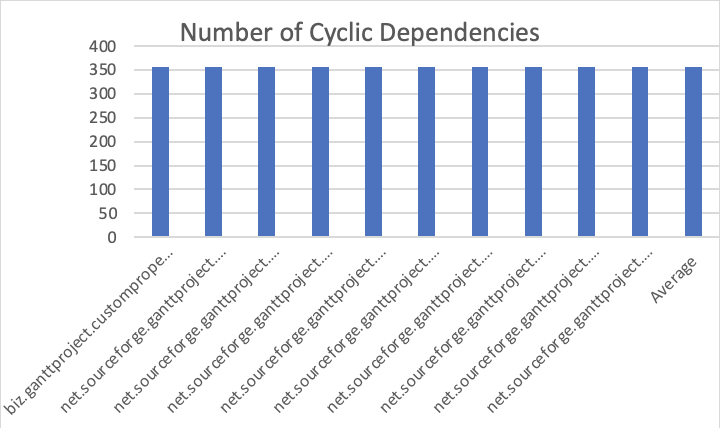 Number of Cyclic Dependencies
400
350
300
250
200
150
100
50
0
biz.ganttproject.customprope...
net.sourceforge.ganttproject....
net.sourceforge.ganttproject....
net.sourceforge.ganttproject....
net.sourceforge.ganttproject....
net.sourceforge.ganttproject....
net.sourceforge.ganttproject....
net.sourceforge.ganttproject....
net.sourceforge.ganttproject....
net.sourceforge.ganttproject....
Average